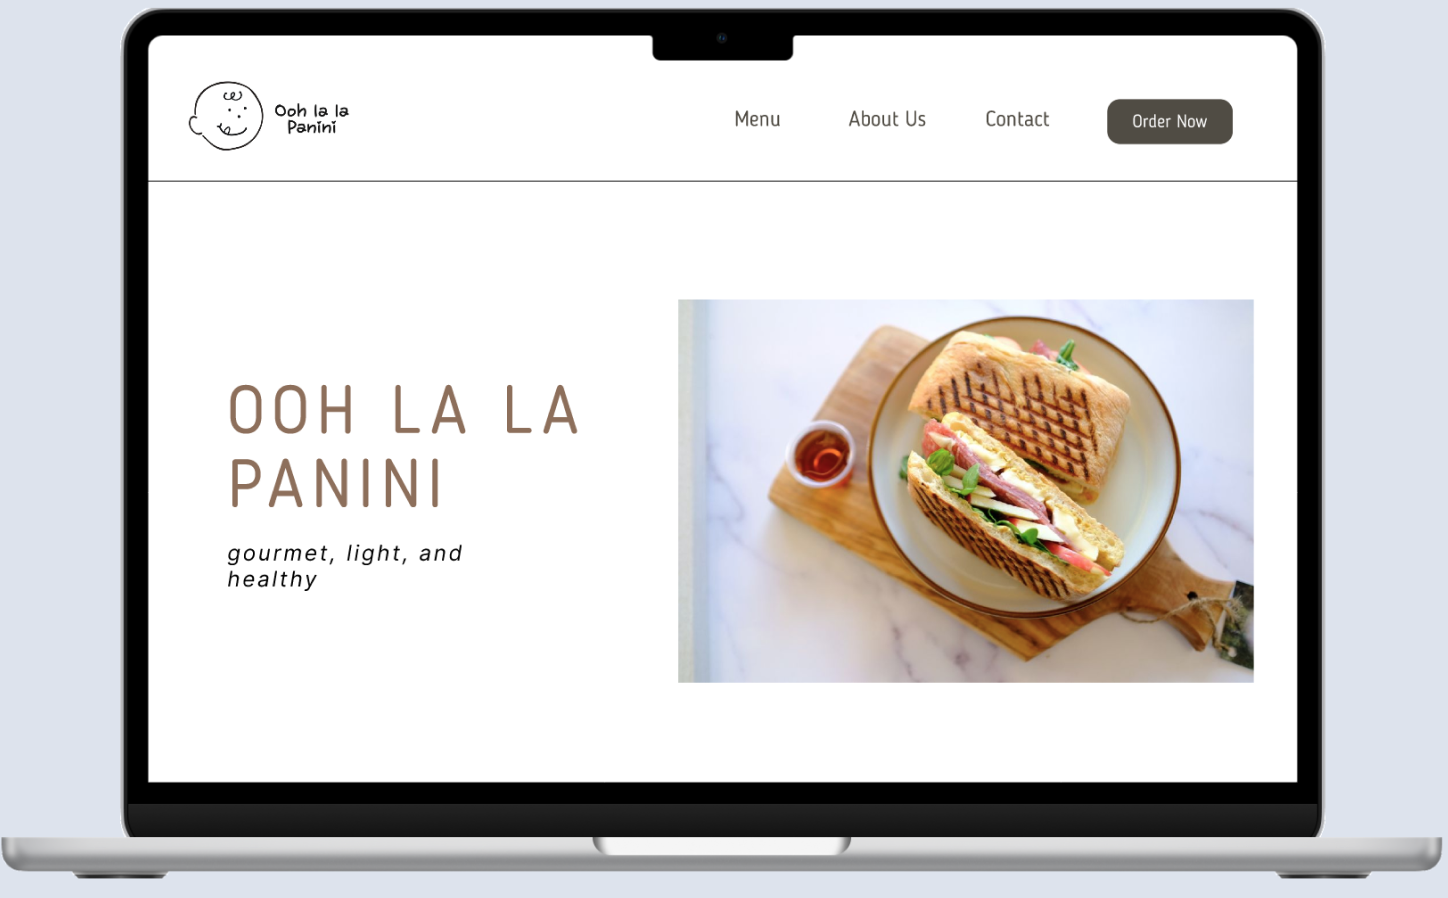 Ooh la la
Panini
Menu
About Us
Contact
Order Now
OOH LA LA
PANINI
gourmet, light, and
healthy